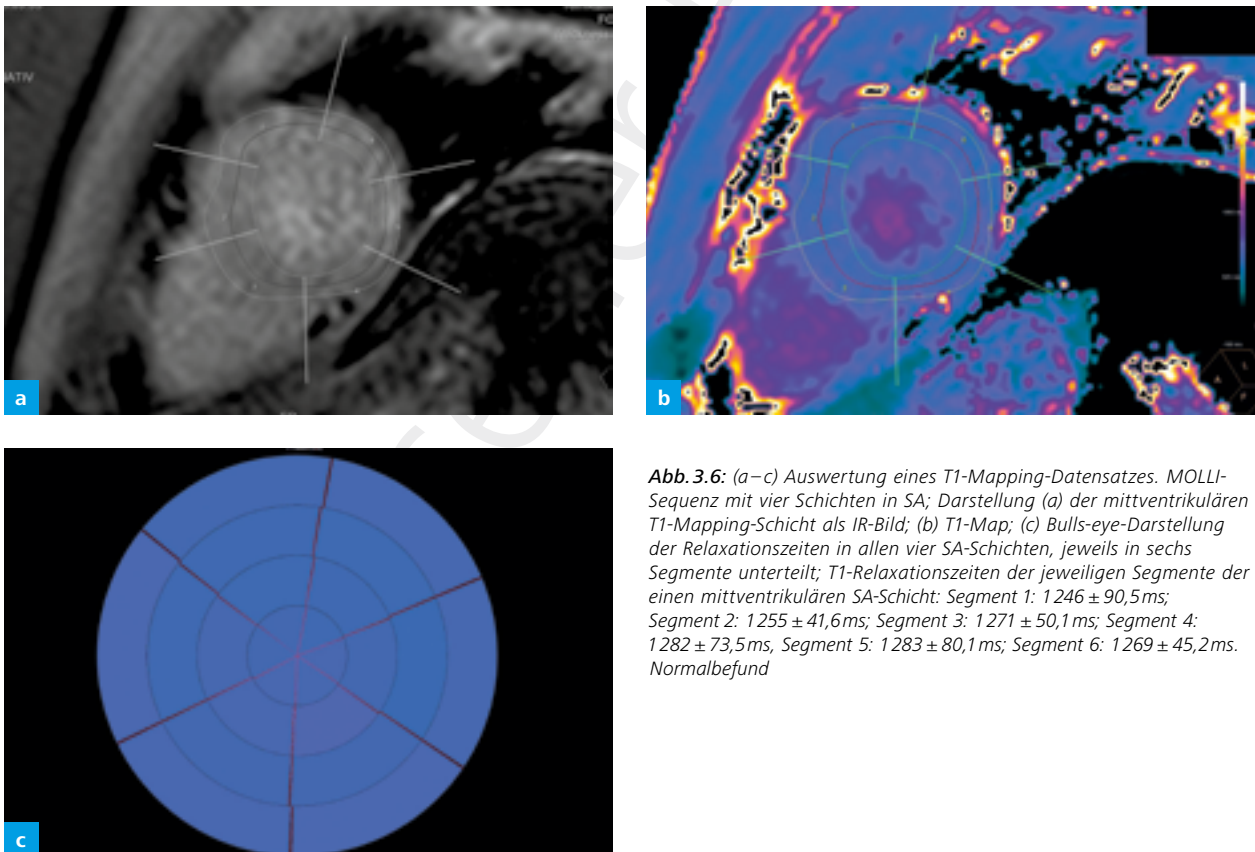 NATIV
a
b
c
Abb. 3.6: (a–c) Auswertung eines T1-Mapping-Datensatzes. MOLLI-
Sequenz mit vier Schichten in SA; Darstellung (a) der mittventrikulären
T1-Mapping-Schicht als IR-Bild; (b) T1-Map; (c) Bulls-eye-Darstellung
der Relaxationszeiten in allen vier SA-Schichten, jeweils in sechs
Segmente unterteilt; T1-Relaxationszeiten der jeweiligen Segmente der
einen mittventrikulären SA-Schicht: Segment 1: 1246 ± 90,5 ms;
Segment 2: 1255 ± 41,6 ms; Segment 3: 1271 ± 50,1 ms; Segment 4:
1282 ± 73,5 ms, Segment 5: 1283 ± 80,1 ms; Segment 6: 1269 ± 45,2 ms.
Normalbefund